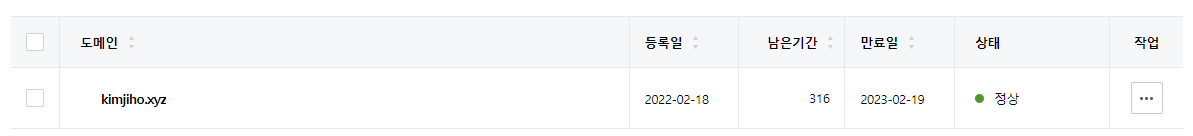 도메인 등록일 남은기간 만료일 상태 작업
kimjiho.xyz 2022-02-18 316 2023-02-19 정상